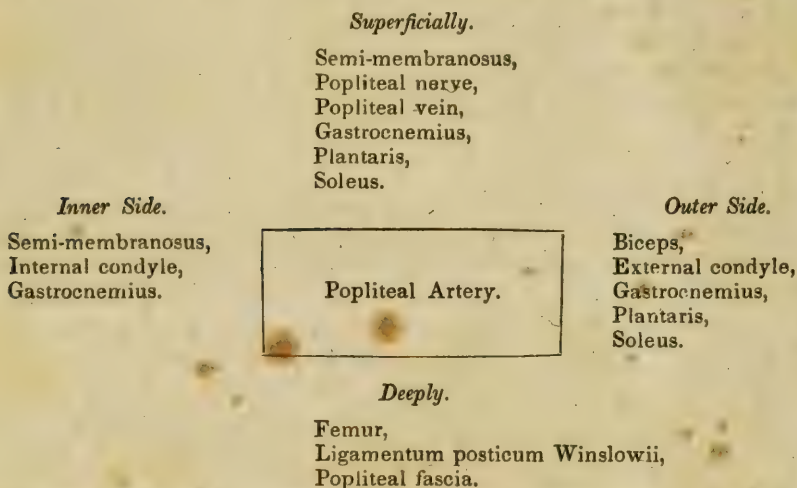 Superficially.
Semi-membranosus,
Popliteal nerve,
Popliteal vein,
Gastrocnemius,
Plantaris,
Soleus.
Inner Side.
Semi-membranosus,
Internal condyle,
Gastrocnemius.
Popliteal Artery.
Outer Side.
Biceps,
External condyle,
Gastrocnemius,
Plantaris,
Soleus.
Deeply.
Femur,
Ligamentum posticum Winslowii,
Popliteal fascia.